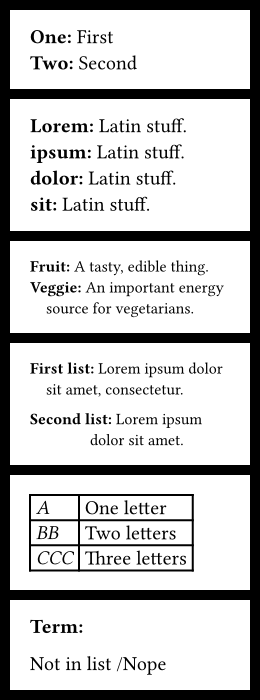 One: First
Two: Second
Lorem: Latin stuff.
ipsum: Latin stuff.
dolor: Latin stuff.
sit: Latin stuff.
Fruit: A tasty, edible thing.
Veggie: An important energy
source for vegetarians.
First list: Lorem ipsum dolor
sit amet, consectetur.
Second list: Lorem ipsum
dolor sit amet.
A One letter
BB Two letters
CCC Three letters
Term:
Not in list /Nope